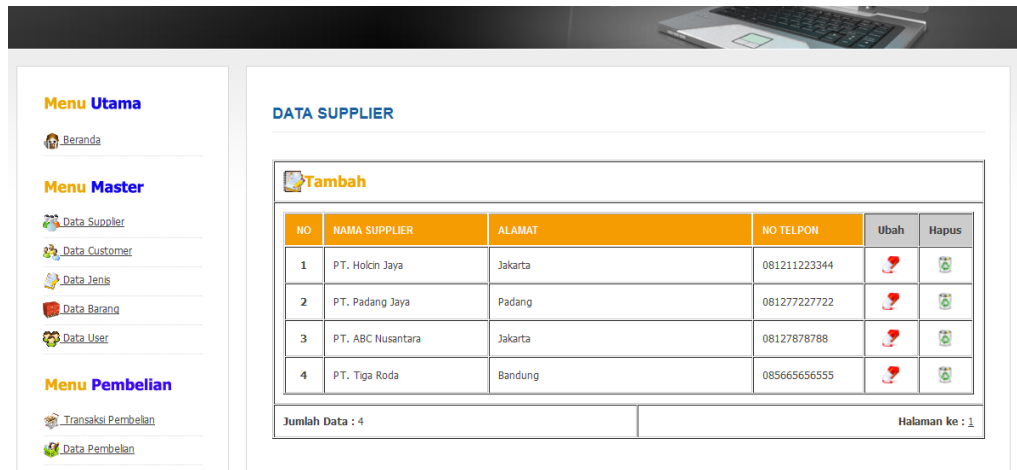 Menu Utama
Beranda
Menu Master
Data Supplier
Data Customer
Data Jenis
Data Barang
Data User
Menu Pembelian
Transaksi Pembelian
Data Pembelian
DATA SUPPLIER
Tambah
NO NAMA SUPPLIER ALAMAT NO TELPON Ubah Hapus
1 PT. Holcin Jaya Jakarta 081211223344
2 PT. Padang Jaya Padang 081277227722
3 PT. ABC Nusantara Jakarta 08127878788
4 PT. Tiga Roda Bandung 085665656555
Jumlah Data : 4 Halaman ke : 1